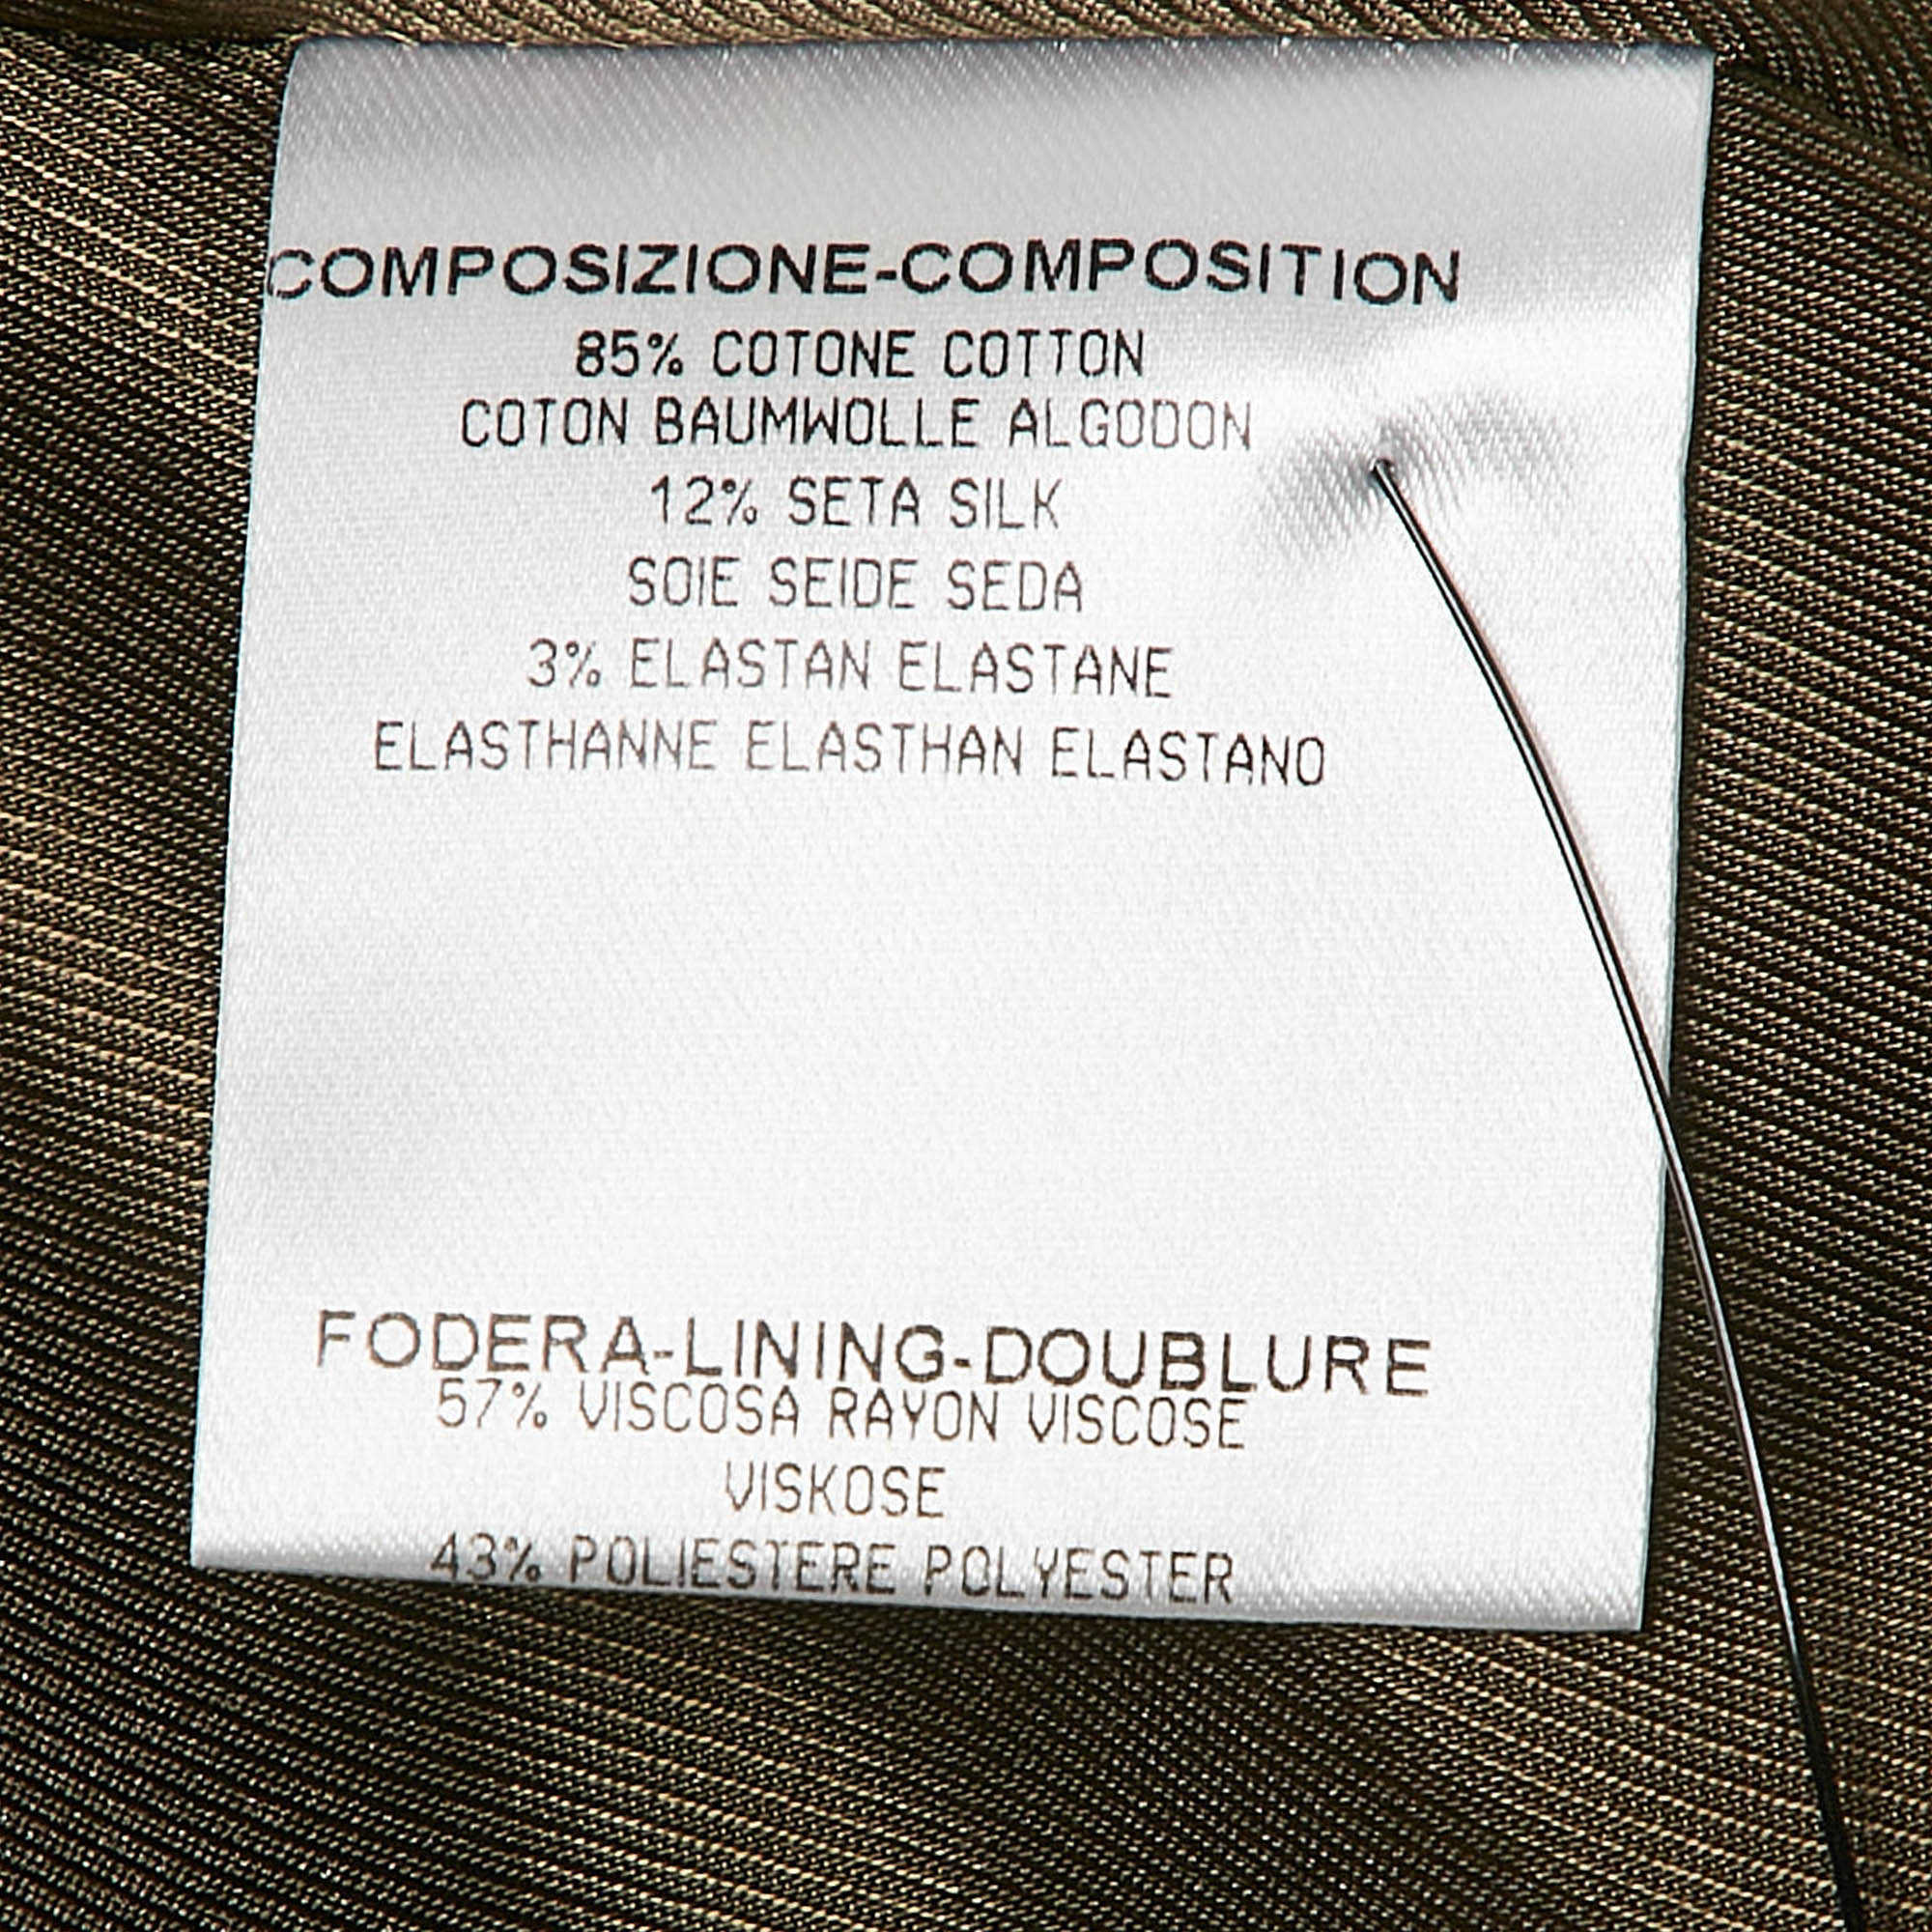 COMPOSIZIONE-COMPOSITION
85% COTONE COTTON
COTON BAUMWOLLE ALGODON
12% SETA SILK
SOIE SEIDE SEDA
3% ELASTAN ELASTANE
ELASTHANNE ELASTHAN ELASTANO
FODERA-LINING-DOUBLURE
57% VISCOSA RAYON VISCOSE
VISKOSE
43% POLIESTERE POLYESTER